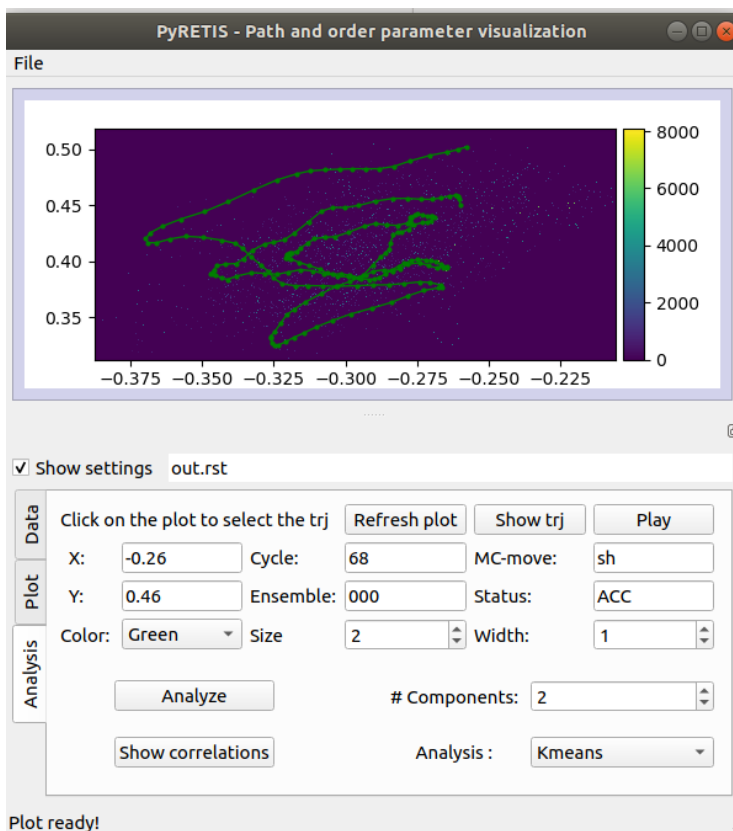 PyRETIS - Path and order parameter visualization
File
0.50
0.45
0.40
0.35
8000
6000
4000
2000
0
−0.375 −0.350 −0.325 −0.300 −0.275 −0.250 −0.225
Show settings out.rst
Data
Plot
Analysis
Click on the plot to select the trj Refresh plot Show trj Play
X: -0.26 Cycle: 68 MC-move: sh
Y: 0.46 Ensemble: 000 Status: ACC
Color: Green Size 2 Width: 1
Analyze # Components: 2
Show correlations Analysis : Kmeans
Plot ready!